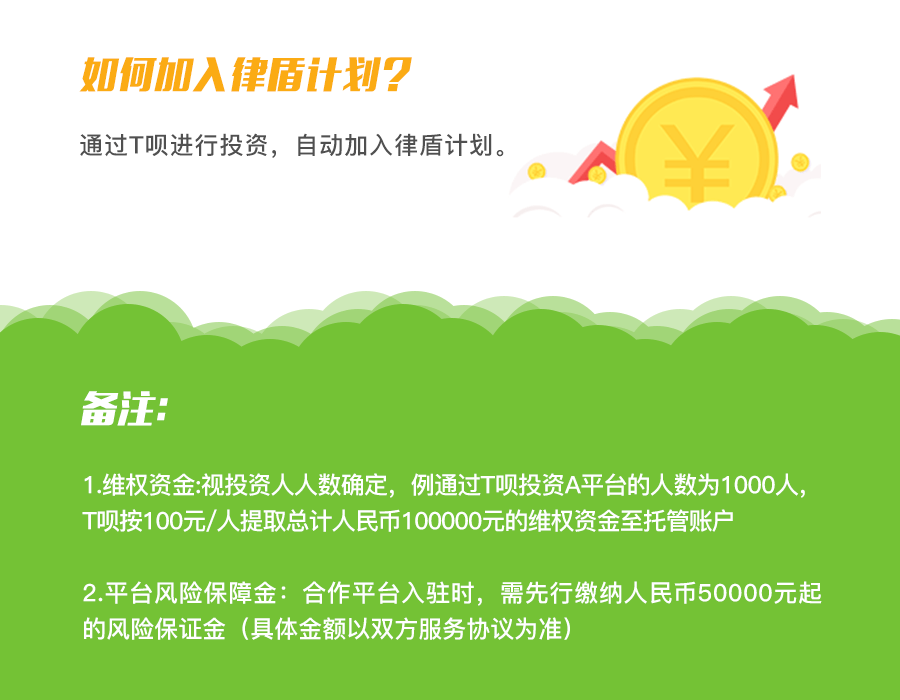 如何加入律盾计划?
通过T呗进行投资，自动加入律盾计划。
备注:
1.维权资金:视投资人人数确定，例通过T呗投资A平台的人数为1000人，
T呗按100元/人提取总计人民币100000元的维权资金至托管账户
2.平台风险保障金：合作平台入驻时，需先行缴纳人民币50000元起
的风险保证金（具体金额以双方服务协议为准）